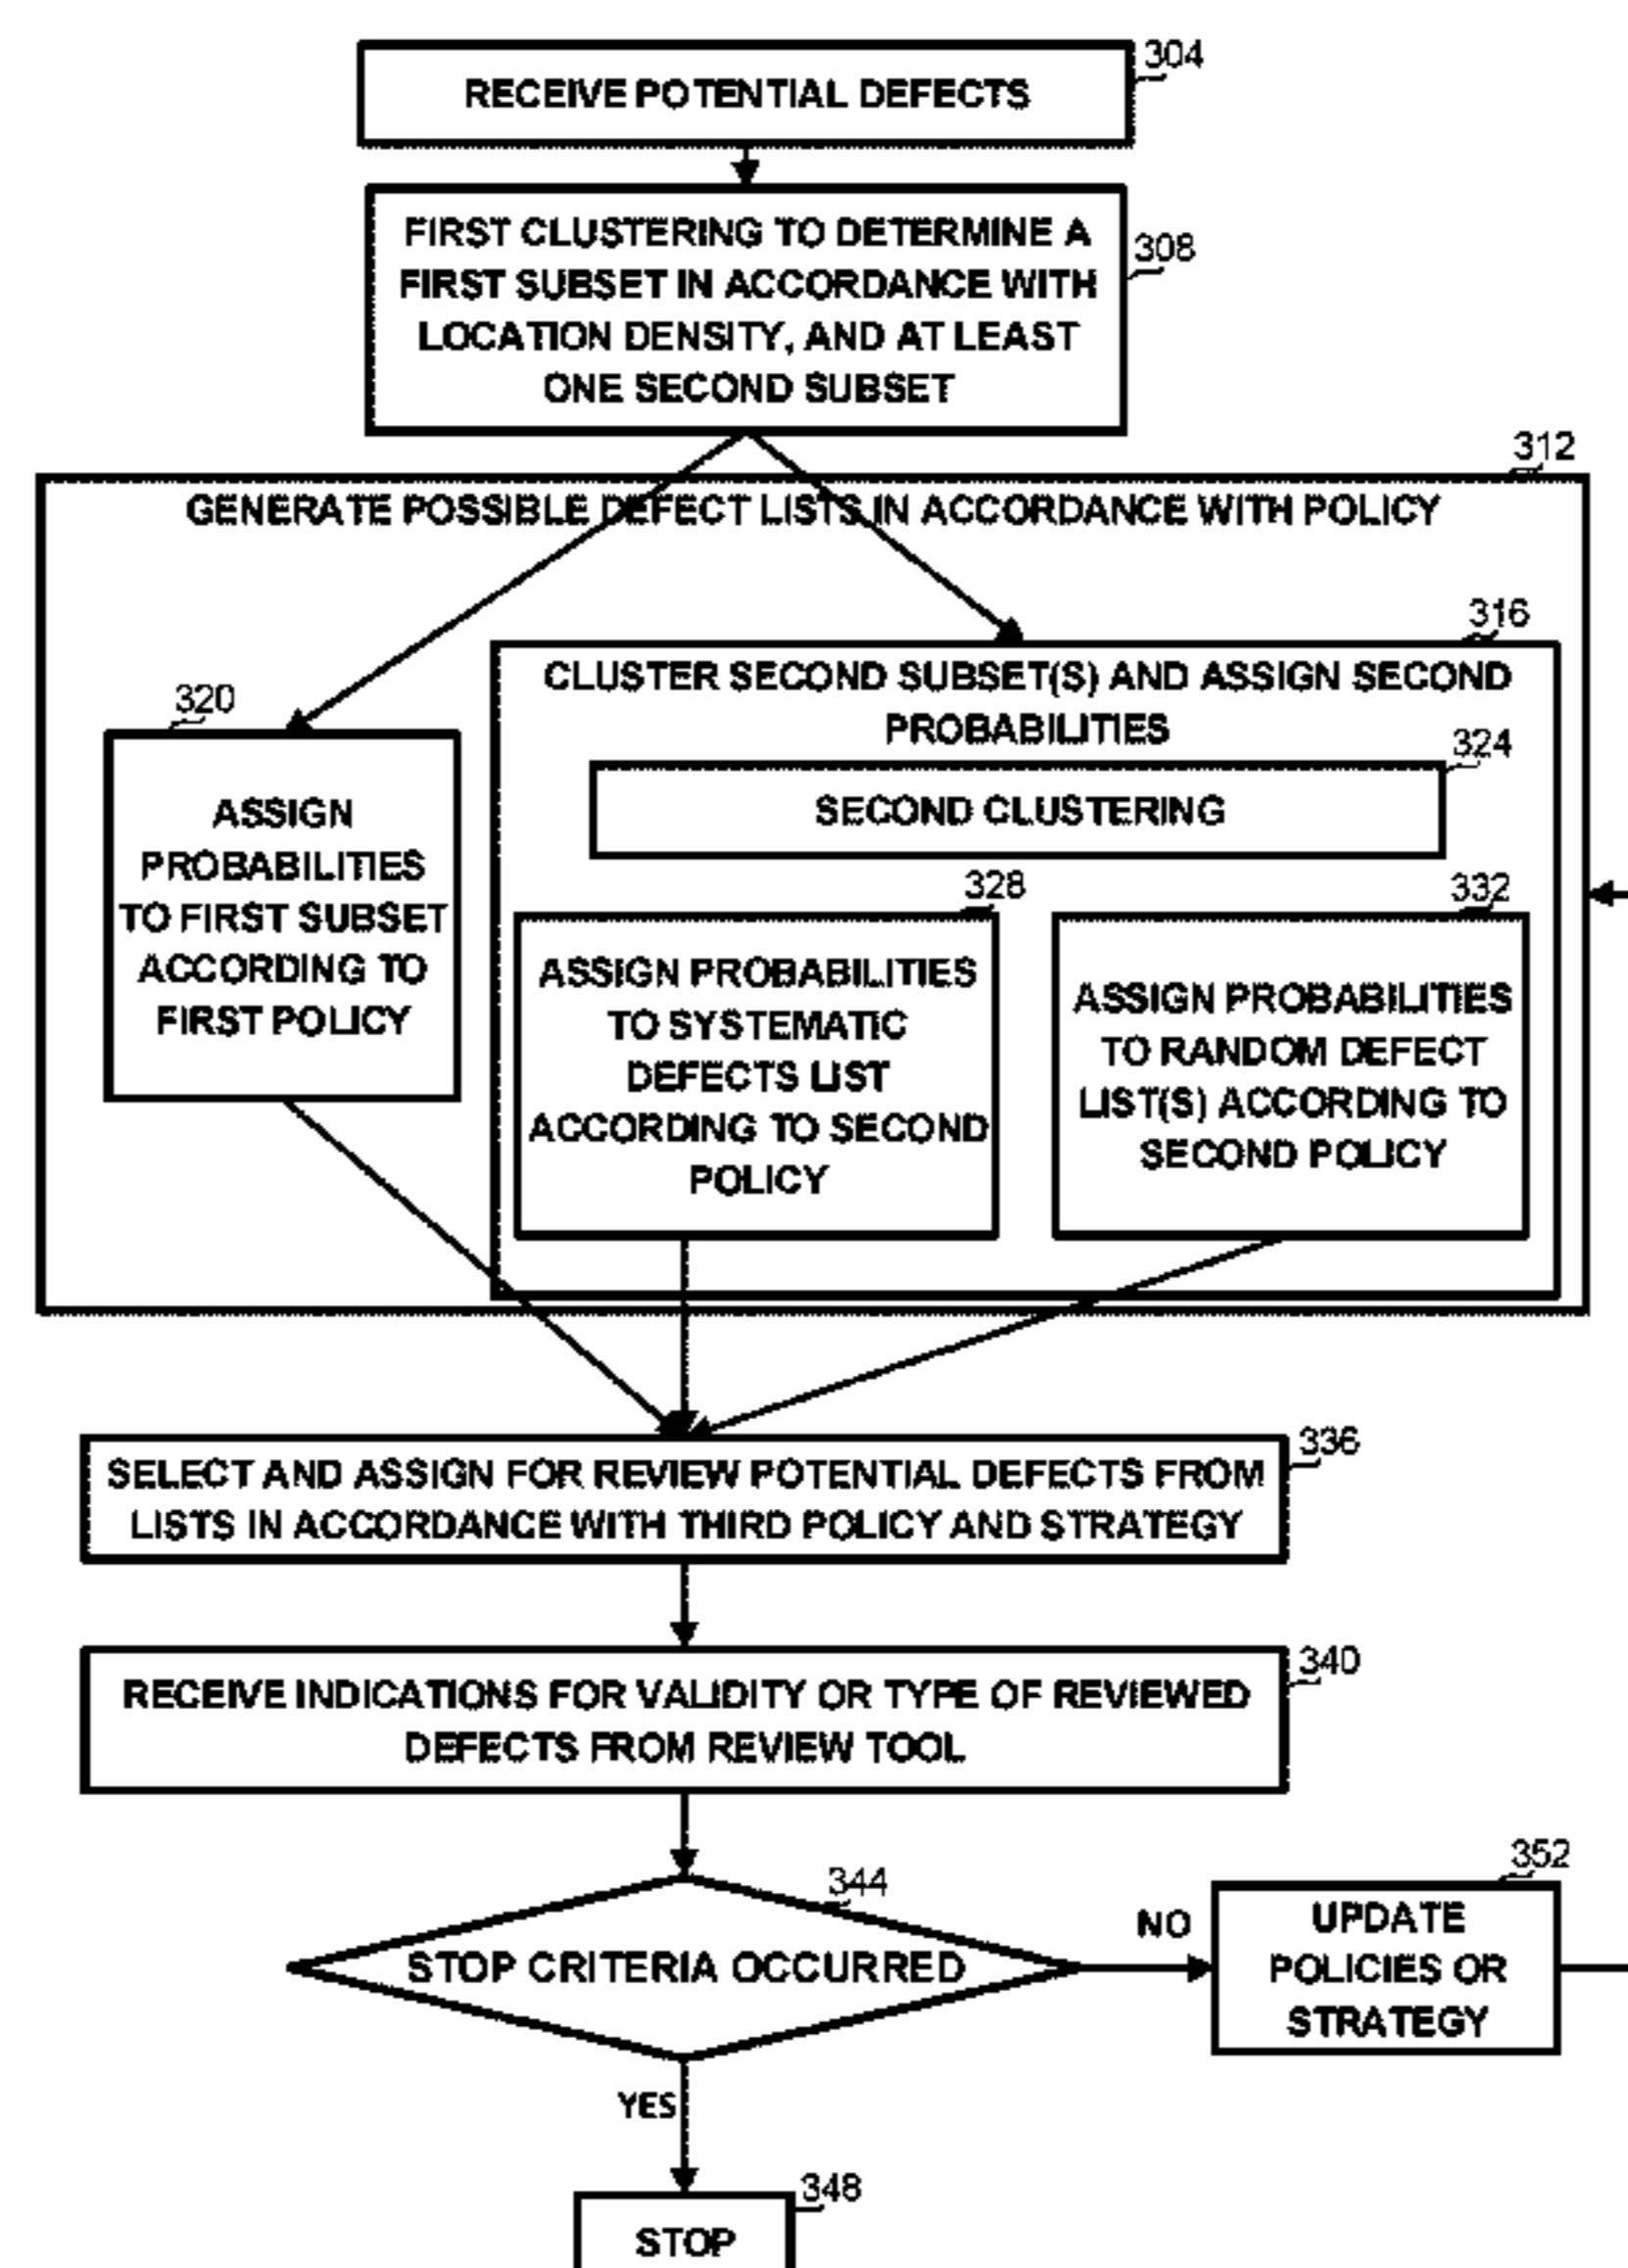 304
RECEIVE POTENTIAL DEFECTS
FIRST CLUSTERING TO DETERMINE A
FIRST SUBSET IN ACCORDANCE WITH
LOCATION DENSITY, AND AT LEAST
ONE SECOND SUBSET
308
312
GENERATE POSSIBLE DEFECT LISTS IN ACCORDANCE WITH POLICY
316
CLUSTER SECOND SUBSET(S) AND ASSIGN SECOND
PROBABILITIES
320
ASSIGN
PROBABILITIES
TO FIRST SUBSET
ACCORDING TO
FIRST POLICY
324
SECOND CLUSTERING
328
ASSIGN PROBABILITIES
TO SYSTEMATIC
DEFECTS LIST
ACCORDING TO SECOND
POLICY
332
ASSIGN PROBABILITIES
TO RANDOM DEFECT
LIST(S) ACCORDING TO
SECOND POLICY
336
SELECT AND ASSIGN FOR REVIEW POTENTIAL DEFECTS FROM
LISTS IN ACCORDANCE WITH THIRD POLICY AND STRATEGY
340
RECEIVE INDICATIONS FOR VALIDITY OR TYPE OF REVIEWED
DEFECTS FROM REVIEW TOOL
344
STOP CRITERIA OCCURRED
NO
352
UPDATE
POLICIES OR
STRATEGY
YES
348
STOP